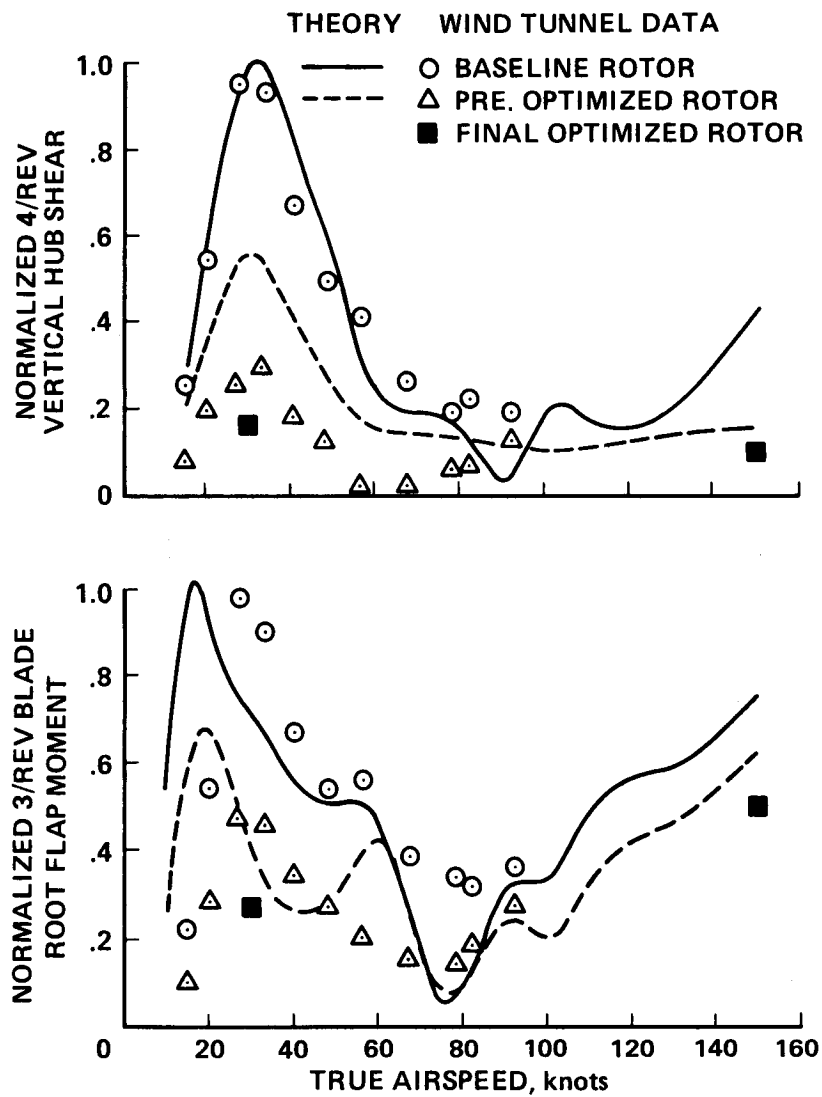 THEORY WIND TUNNEL DATA
BASELINE ROTOR
PRE. OPTIMIZED ROTOR
FINAL OPTIMIZED ROTOR
NORMALIZED 4/REV
VERTICAL HUB SHEAR
1.0
.8
.6
.4
.2
0
NORMALIZED 3/REV BLADE
ROOT FLAP MOMENT
1.0
.8
.6
.4
.2
0 20 40 60 80 100 120 140 160
TRUE AIRSPEED, knots